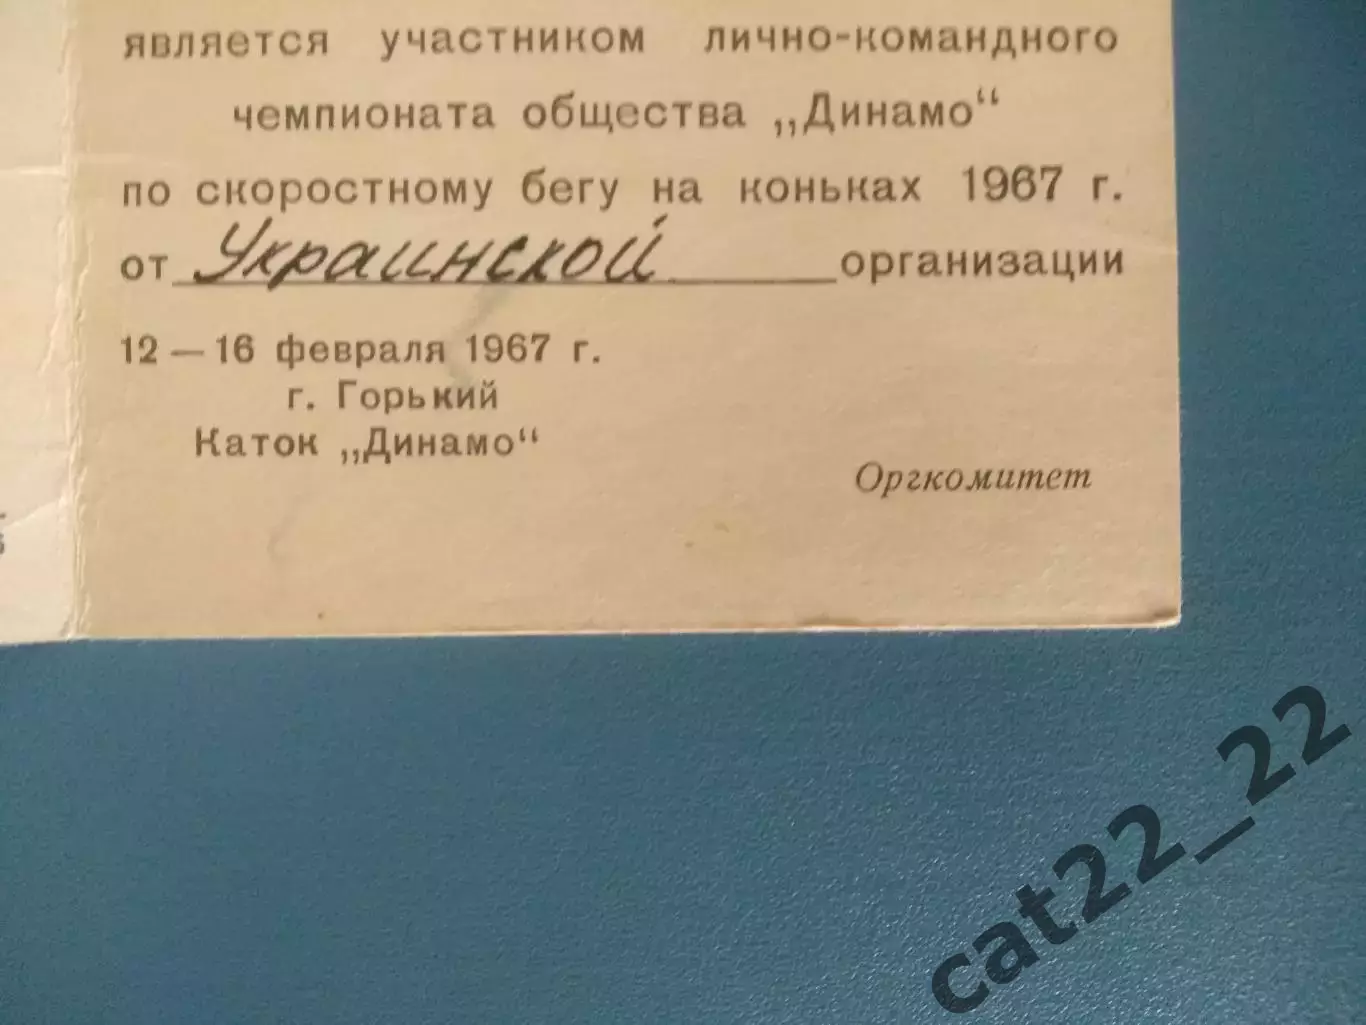 является участником лично-командного
чемпионата общества „Динамо“
по скоростному бегу на коньках 1967 г.
от Украинской организации
12 — 16 февраля 1967 г.
г. Горький
Каток „Динамо“
Оргкомитет
cat22_22